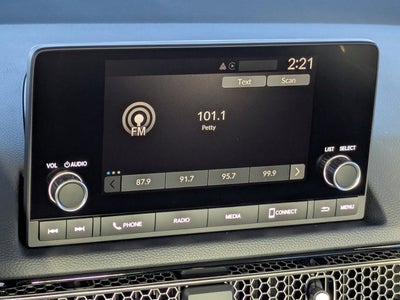 2:21
Text Scan
101.1
FM
Petty
LIST SELECT
VOL AUDIO
87.9 91.7 95.7 99.9
PHONE RADIO MEDIA CONNECT MENU